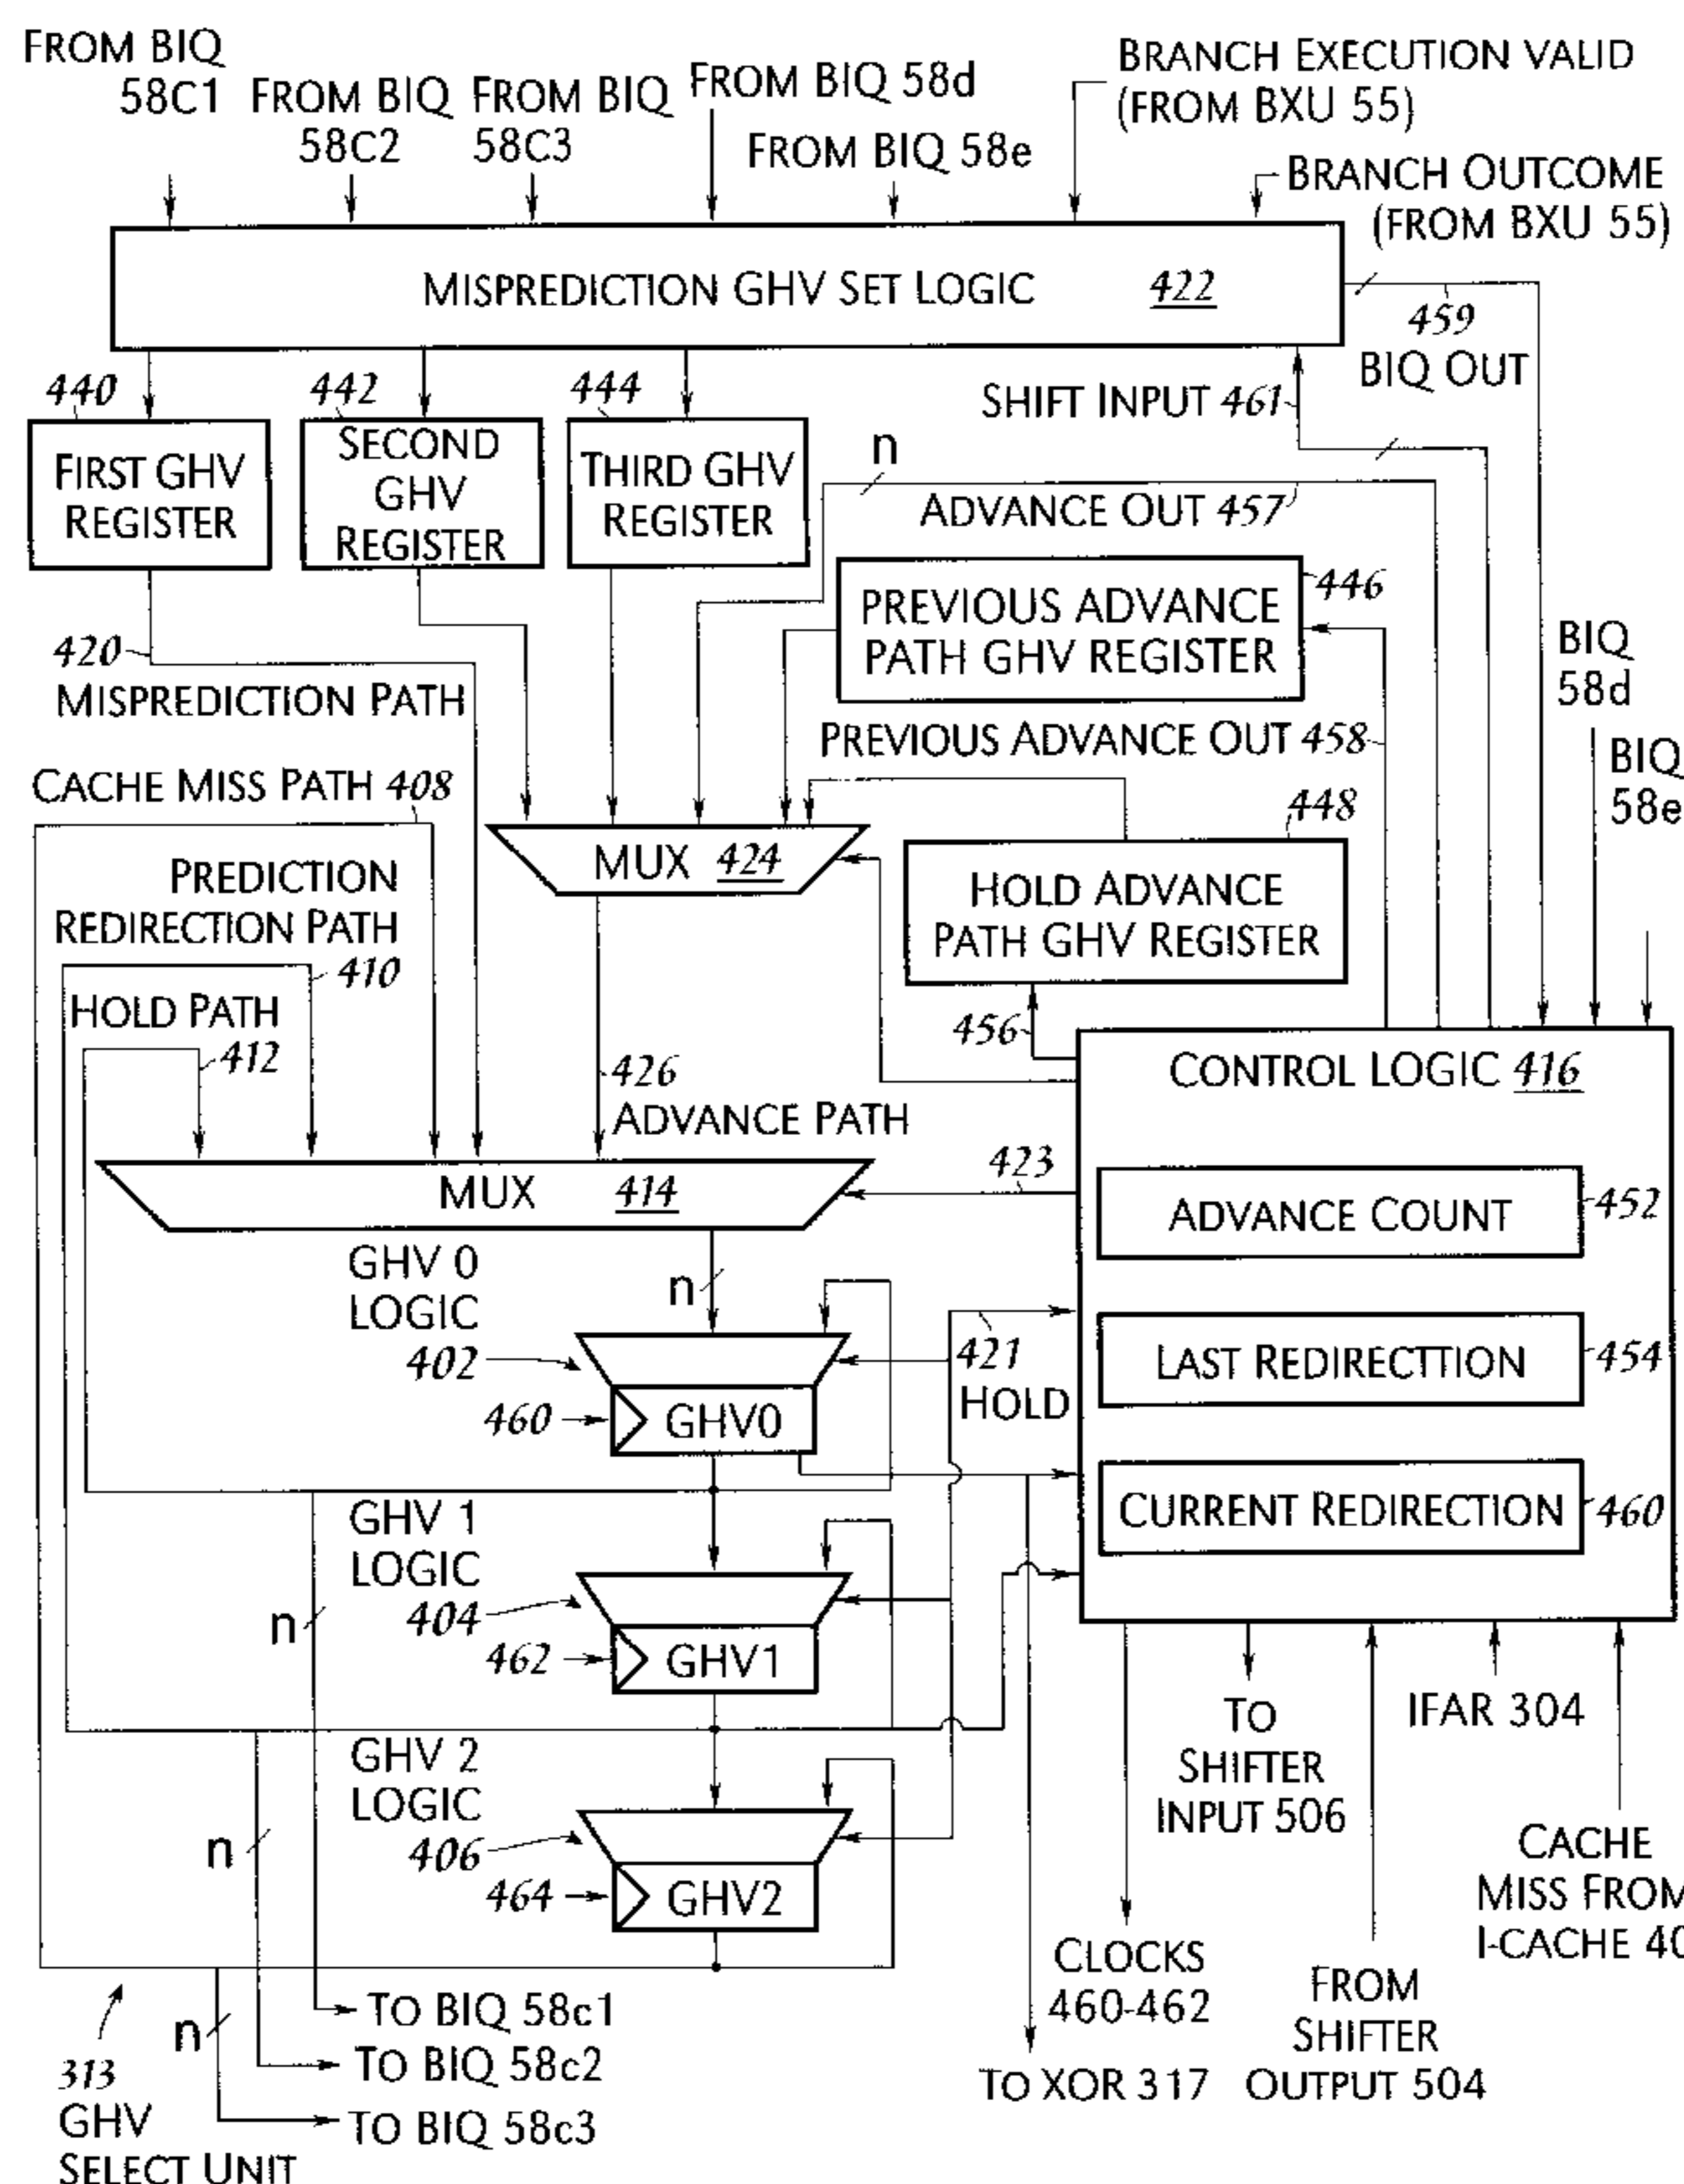 FROM BIQ
58C1
FROM BIQ
58C2
FROM BIQ
58C3
FROM BIQ 58d
FROM BIQ 58e
BRANCH EXECUTION VALID
(FROM BXU 55)
BRANCH OUTCOME
(FROM BXU 55)
MISPREDICTION GHV SET LOGIC 422
459
BIQ OUT
440
442
444
SHIFT INPUT 461
FIRST GHV
REGISTER
SECOND
GHV
REGISTER
THIRD GHV
REGISTER
n
ADVANCE OUT 457
PREVIOUS ADVANCE
PATH GHV REGISTER
446
420
MISPREDICTION PATH
BIQ
58d
PREVIOUS ADVANCE OUT 458
BIQ
58e
CACHE MISS PATH 408
448
MUX 424
PREDICTION
REDIRECTION PATH
410
HOLD ADVANCE
PATH GHV REGISTER
HOLD PATH
412
456
426
ADVANCE PATH
CONTROL LOGIC 416
423
MUX 414
ADVANCE COUNT
452
GHV 0
LOGIC
402
n
421
HOLD
LAST REDIRECTTION
454
460
GHV0
CURRENT REDIRECTION
460
GHV 1
LOGIC
404
n
462
GHV1
GHV 2
LOGIC
406
n
464
GHV2
TO
SHIFTER
INPUT 506
IFAR 304
CACHE
MISS FROM
I-CACHE 40
CLOCKS
460-462
FROM
SHIFTER
OUTPUT 504
TO XOR 317
n
TO BIQ 58c1
TO BIQ 58c2
TO BIQ 58c3
313
GHV
SELECT UNIT